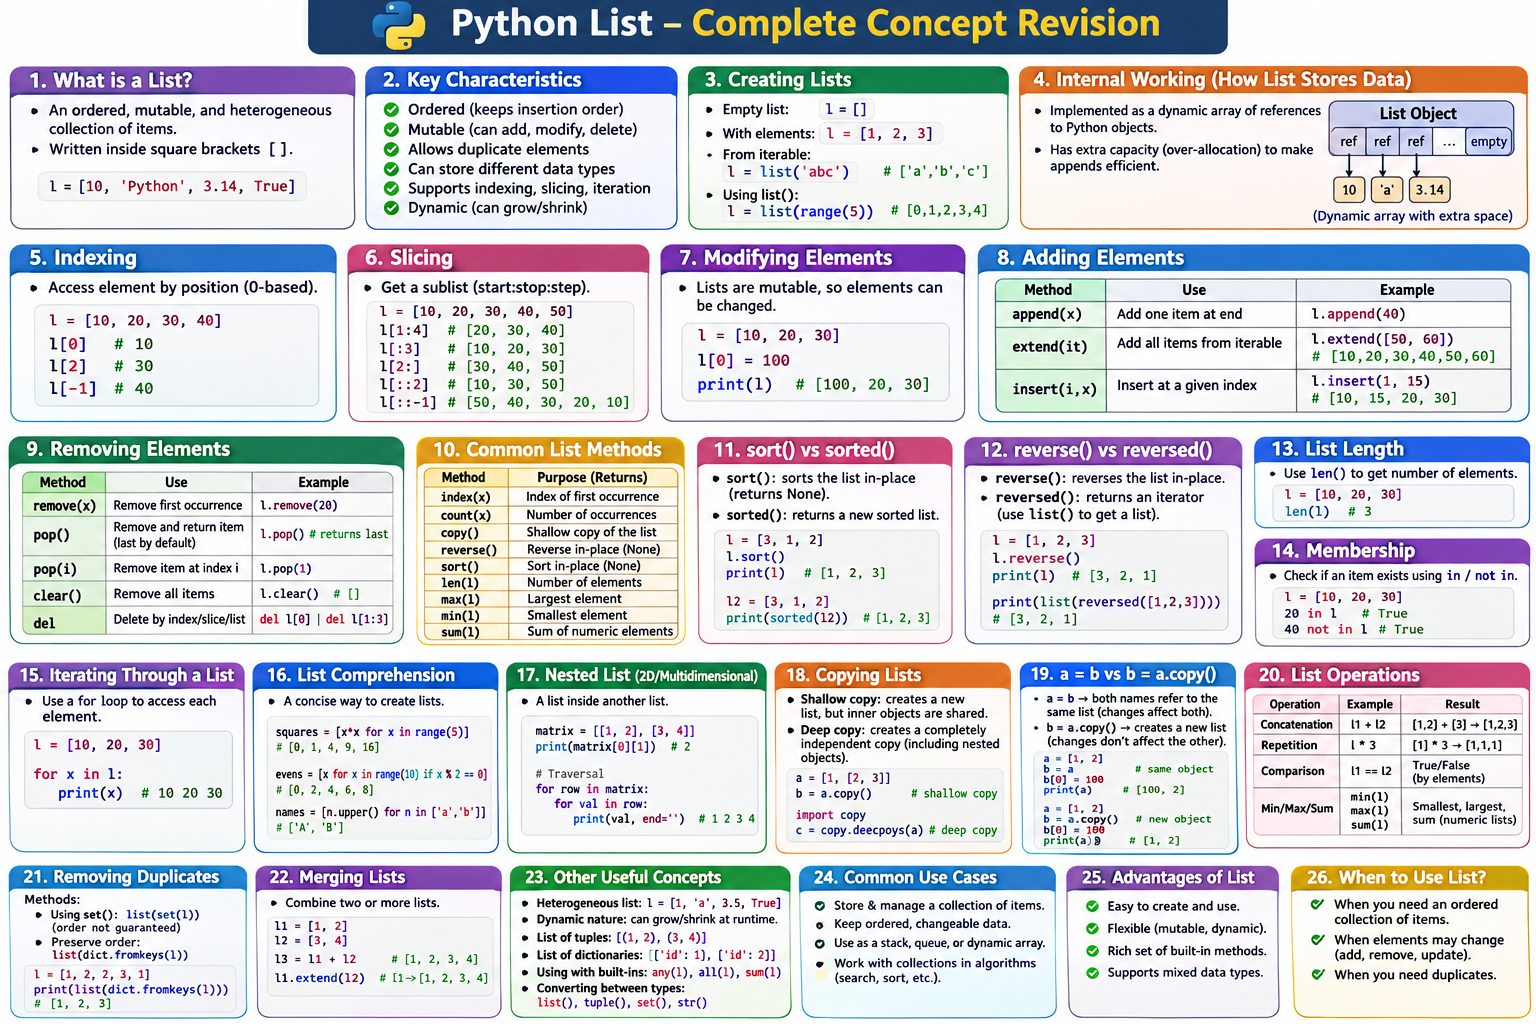 Python List – Complete Concept Revision
1. What is a List?
• An ordered, mutable, and heterogeneous
collection of items.
• Written inside square brackets [ ].
l = [10, 'Python', 3.14, True]
2. Key Characteristics
Ordered (keeps insertion order)
Mutable (can add, modify, delete)
Allows duplicate elements
Can store different data types
Supports indexing, slicing, iteration
Dynamic (can grow/shrink)
3. Creating Lists
• Empty list: l = []
• With elements: l = [1, 2, 3]
• From iterable:
l = list('abc') # ['a','b','c']
• Using list():
l = list(range(5)) # [0,1,2,3,4]
4. Internal Working (How List Stores Data)
• Implemented as a dynamic array of references
to Python objects.
• Has extra capacity (over-allocation) to make
appends efficient.
List Object
ref ref ref ... empty
10 'a' 3.14
(Dynamic array with extra space)
5. Indexing
• Access element by position (0-based).
l = [10, 20, 30, 40]
l[0] # 10
l[2] # 30
l[-1] # 40
6. Slicing
• Get a sublist (start:stop:step).
l = [10, 20, 30, 40, 50]
l[1:4] # [20, 30, 40]
l[:3] # [10, 20, 30]
l[2:] # [30, 40, 50]
l[::2] # [10, 30, 50]
l[::-1] # [50, 40, 30, 20, 10]
7. Modifying Elements
• Lists are mutable, so elements can
be changed.
l = [10, 20, 30]
l[0] = 100
print(l) # [100, 20, 30]
8. Adding Elements
Method Use Example
append(x) Add one item at end l.append(40)
extend(it) Add all items from iterable l.extend([50, 60])
# [10,20,30,40,50,60]
insert(i,x) Insert at a given index l.insert(1, 15)
# [10, 15, 20, 30]
9. Removing Elements
Method Use Example
remove(x) Remove first occurrence l.remove(20)
pop() Remove and return item
(last by default) l.pop() # returns last
pop(i) Remove item at index i l.pop(1)
clear() Remove all items l.clear() # []
del Delete by index/slice/list del l[0] | del l[1:3]
10. Common List Methods
Method Purpose (Returns)
index(x) Index of first occurrence
count(x) Number of occurrences
copy() Shallow copy of the list
reverse() Reverse in-place (None)
sort() Sort in-place (None)
len(l) Number of elements
max(l) Largest element
min(l) Smallest element
sum(l) Sum of numeric elements
11. sort() vs sorted()
• sort(): sorts the list in-place
(returns None).
• sorted(): returns a new sorted list.
l = [3, 1, 2]
l.sort()
print(l) # [1, 2, 3]
l2 = [3, 1, 2]
print(sorted(l2)) # [1, 2, 3]
12. reverse() vs reversed()
• reverse(): reverses the list in-place.
• reversed(): returns an iterator
(use list() to get a list).
l = [1, 2, 3]
l.reverse()
print(l) # [3, 2, 1]
print(list(reversed([1,2,3])))
# [3, 2, 1]
13. List Length
• Use len() to get number of elements.
l = [10, 20, 30]
len(l) # 3
14. Membership
• Check if an item exists using in / not in.
l = [10, 20, 30]
20 in l # True
40 not in l # True
15. Iterating Through a List
• Use a for loop to access each
element.
l = [10, 20, 30]
for x in l:
print(x) # 10 20 30
16. List Comprehension
• A concise way to create lists.
squares = [x*x for x in range(5)]
# [0, 1, 4, 9, 16]
evens = [x for x in range(10) if x % 2 == 0]
# [0, 2, 4, 6, 8]
names = [n.upper() for n in ['a','b']]
# ['A', 'B']
17. Nested List (2D/Multidimensional)
• A list inside another list.
matrix = [[1, 2], [3, 4]]
print(matrix[0][1]) # 2
# Traversal
for row in matrix:
for val in row:
print(val, end='') # 1 2 3 4
18. Copying Lists
• Shallow copy: creates a new
list, but inner objects are shared.
• Deep copy: creates a completely
independent copy (including nested
objects).
a = [1, [2, 3]]
b = a.copy() # shallow copy
import copy
c = copy.deecpoys(a) # deep copy
19. a = b vs b = a.copy()
• a = b → both names refer to the
same list (changes affect both).
• b = a.copy() → creates a new list
(changes don't affect the other).
a = [1, 2]
b = a # same object
b[0] = 100
print(a) # [100, 2]
a = [1, 2]
b = a.copy() # new object
b[0] = 100
print(a) # [1, 2]
20. List Operations
Operation Example Result
Concatenation l1 + l2 [1,2] + [3] → [1,2,3]
Repetition l * 3 [1] * 3 → [1,1,1]
Comparison l1 == l2 True/False
(by elements)
Min/Max/Sum min(l)
max(l)
sum(l) Smallest, largest,
sum (numeric lists)
21. Removing Duplicates
Methods:
• Using set(): list(set(l))
(order not guaranteed)
• Preserve order:
list(dict.fromkeys(l))
l = [1, 2, 2, 3, 1]
print(list(dict.fromkeys(l)))
# [1, 2, 3]
22. Merging Lists
• Combine two or more lists.
l1 = [1, 2]
l2 = [3, 4]
l3 = l1 + l2 # [1, 2, 3, 4]
l1.extend(l2) # [l1->[1, 2, 3, 4]
23. Other Useful Concepts
• Heterogeneous list: l = [1, 'a', 3.5, True]
• Dynamic nature: can grow/shrink at runtime.
• List of tuples: [(1, 2), (3, 4)]
• List of dictionaries: [['id': 1}, ['id': 2]]
• Using with built-ins: any(l), all(l), sum(l)
• Converting between types:
list(), tuple(), set(), str()
24. Common Use Cases
Store & manage a collection of items.
Keep ordered, changeable data.
Use as a stack, queue, or dynamic array.
Work with collections in algorithms
(search, sort, etc.).
25. Advantages of List
Easy to create and use.
Flexible (mutable, dynamic).
Rich set of built-in methods.
Supports mixed data types.
26. When to Use List?
When you need an ordered
collection of items.
When elements may change
(add, remove, update).
When you need duplicates.